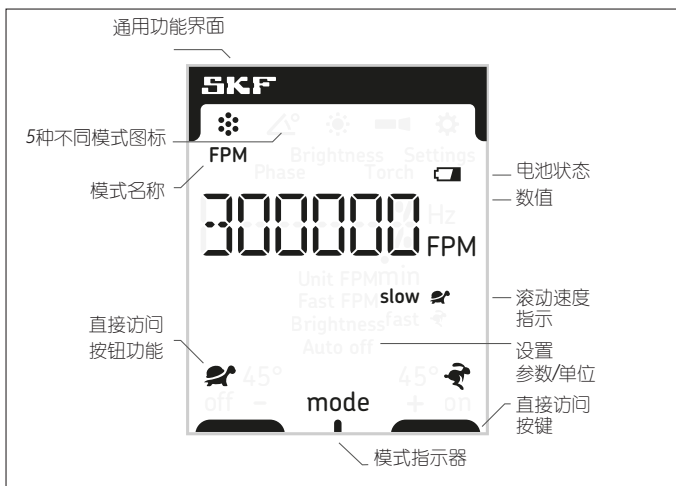 通用功能界面
SKF
5种不同模式图标
FPM
Brightness Settings
Phase Torch
模式名称
电池状态
数值
Hz
300000 FPM
Unit FPM min
Fast FPM slow
滚动速度
指示
Brightness fast
Auto off
直接访问
按钮功能
设置
参数/单位
45° 45°
off - mode + on
直接访问
按键
模式指示器